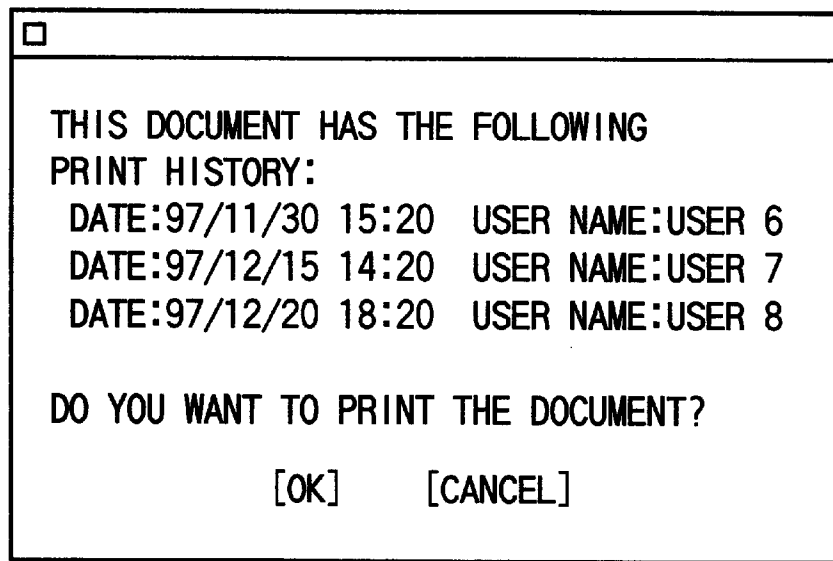 THIS DOCUMENT HAS THE FOLLOWING
PRINT HISTORY:
DATE:97/11/30 15:20 USER NAME:USER 6
DATE:97/12/15 14:20 USER NAME:USER 7
DATE:97/12/20 18:20 USER NAME:USER 8
DO YOU WANT TO PRINT THE DOCUMENT?
[OK] [CANCEL]